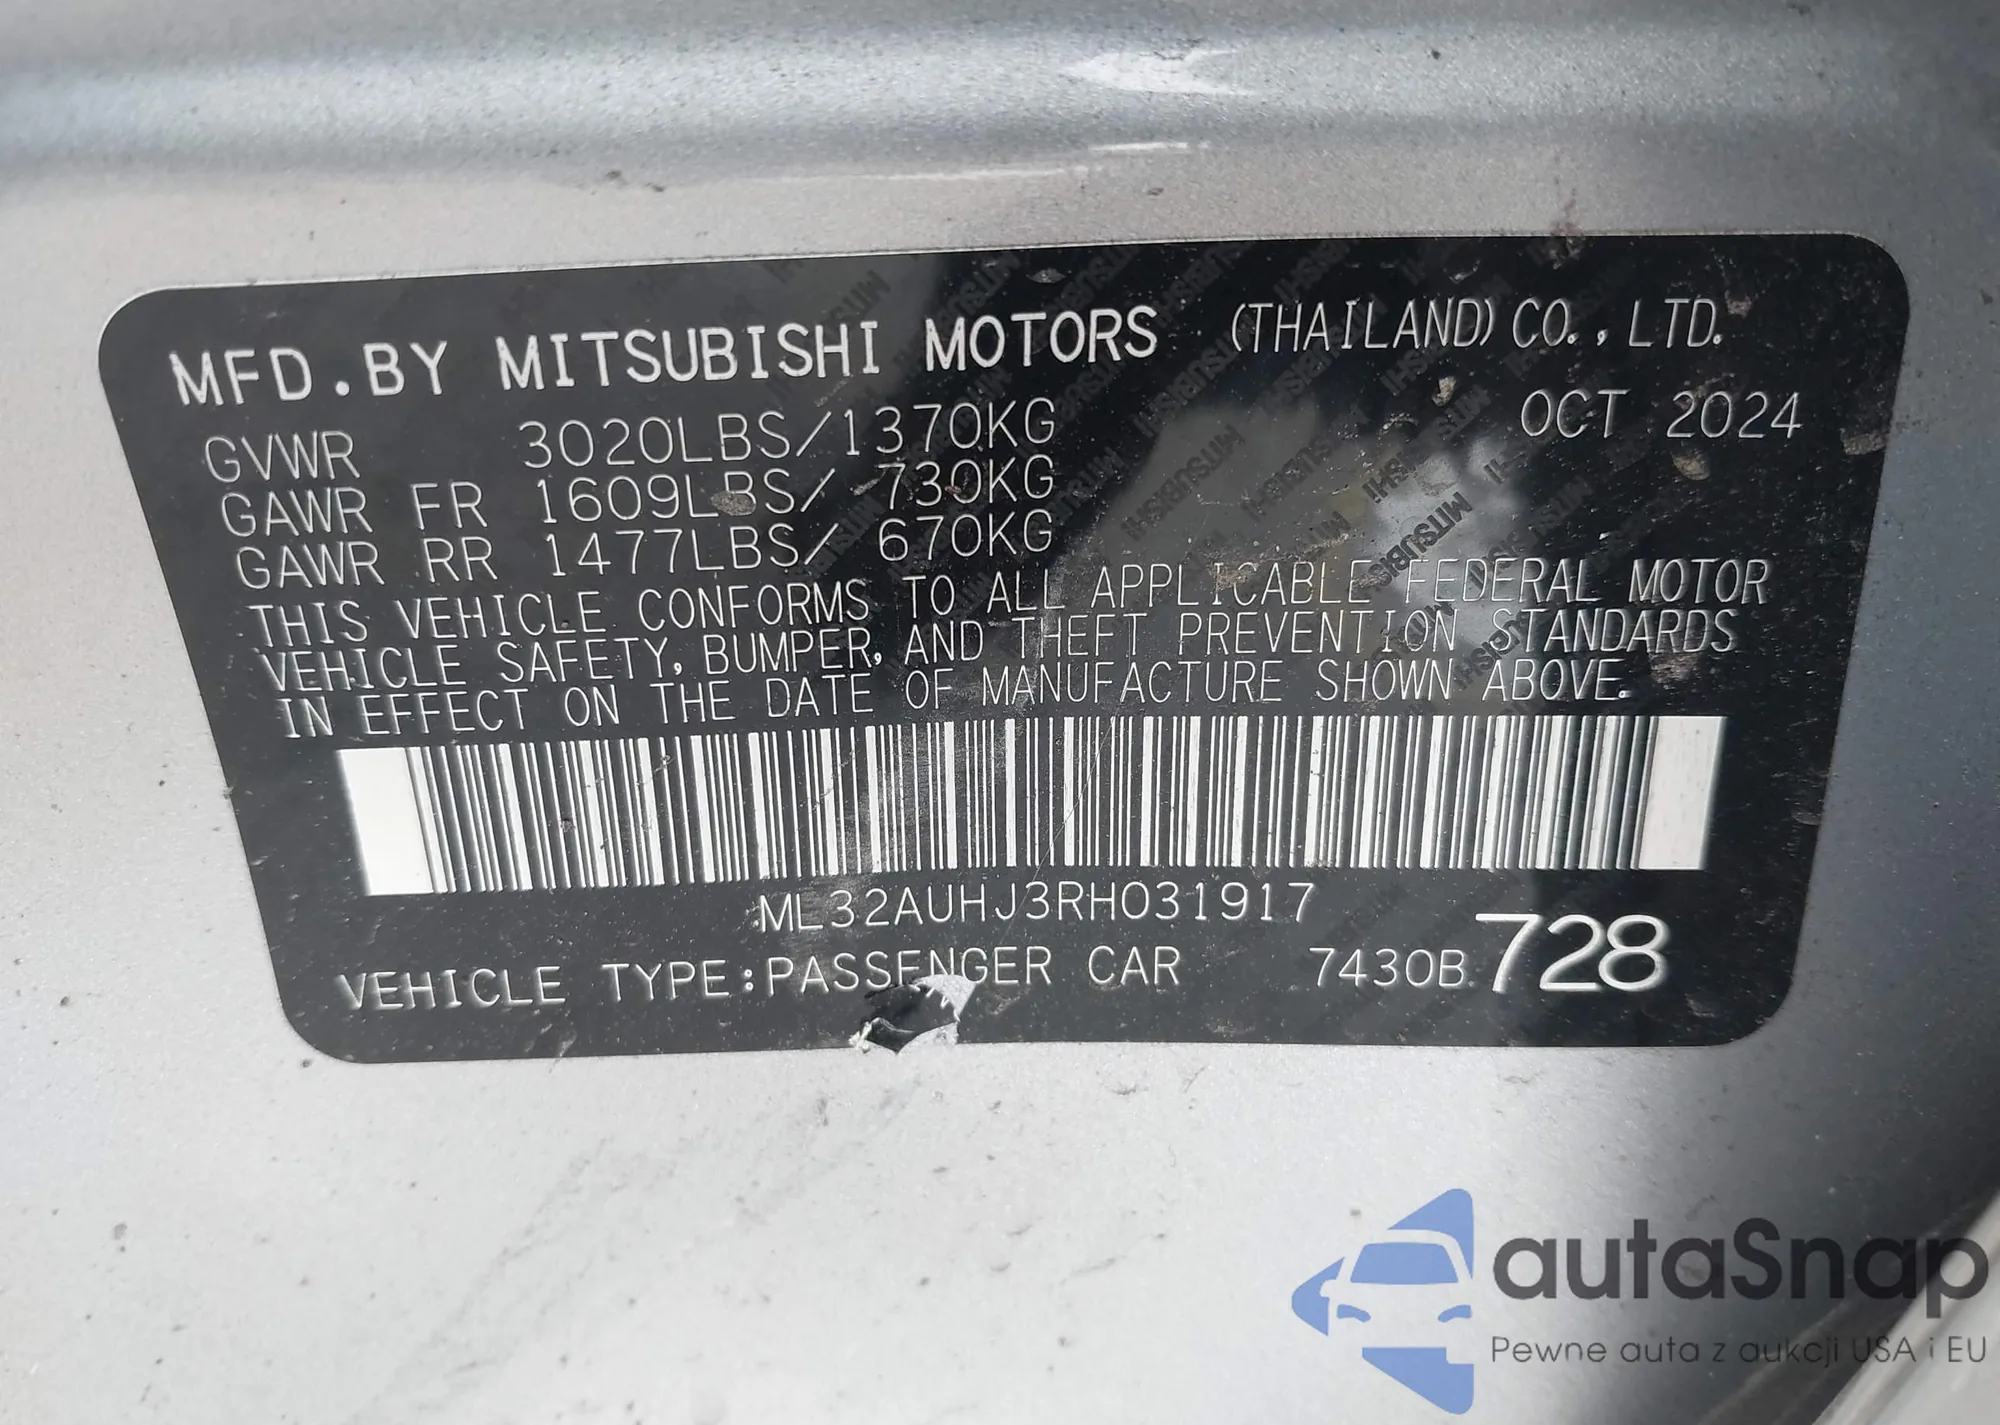 MFD.BY MITSUBISHI MOTORS (THAILAND) CO., LTD.
OCT 2024
GVWR 3020LBS/1370KG
GAWR FR 1609LBS/ 730KG
GAWR RR 1477LBS/ 670KG
THIS VEHICLE CONFORMS TO ALL APPLICABLE FEDERAL MOTOR
VEHICLE SAFETY, BUMPER, AND THEFT PREVENTION STANDARDS
IN EFFECT ON THE DATE OF MANUFACTURE SHOWN ABOVE.
ML32AUHJ3RH031917
VEHICLE TYPE:PASSENGER CAR 7430B 728
autaSnap
Pewne auta z aukcji USA i EU